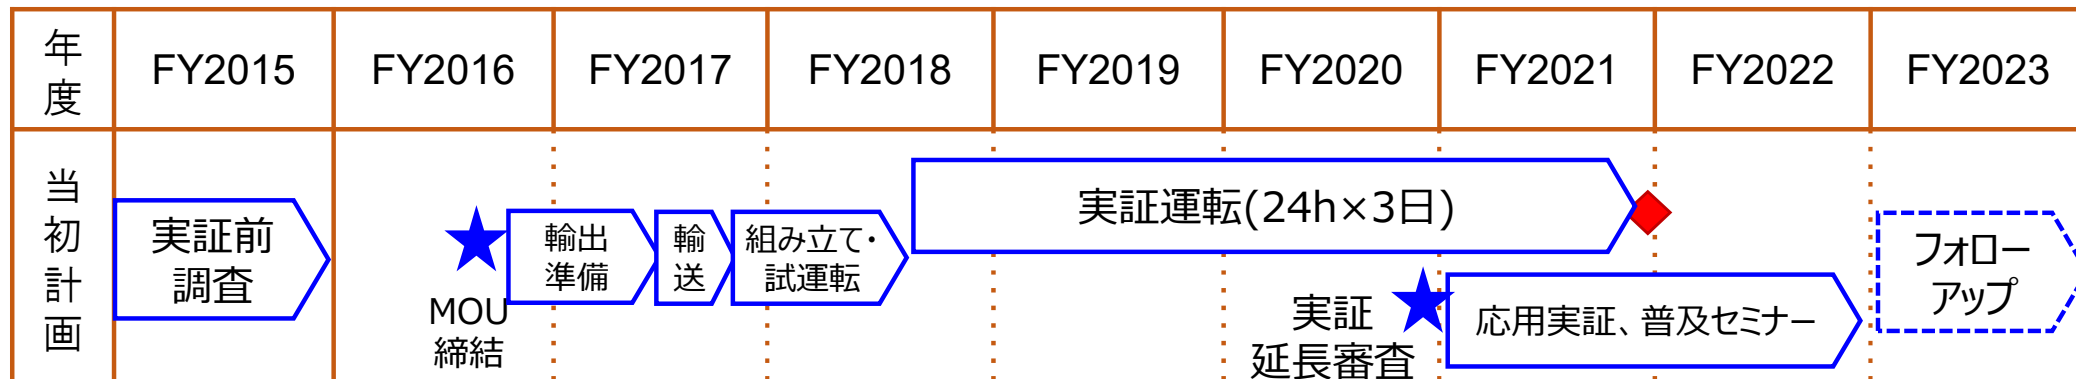 年
度
FY2015
FY2016
FY2017
FY2018
FY2019
FY2020
FY2021
FY2022
FY2023
当
初
計
画
実証前
調査
MOU
締結
輸出
準備
輸
送
組み立て・
試運転
実証運転(24h×3日)
実証
延長審査
応用実証、普及セミナー
フォロー
アップ